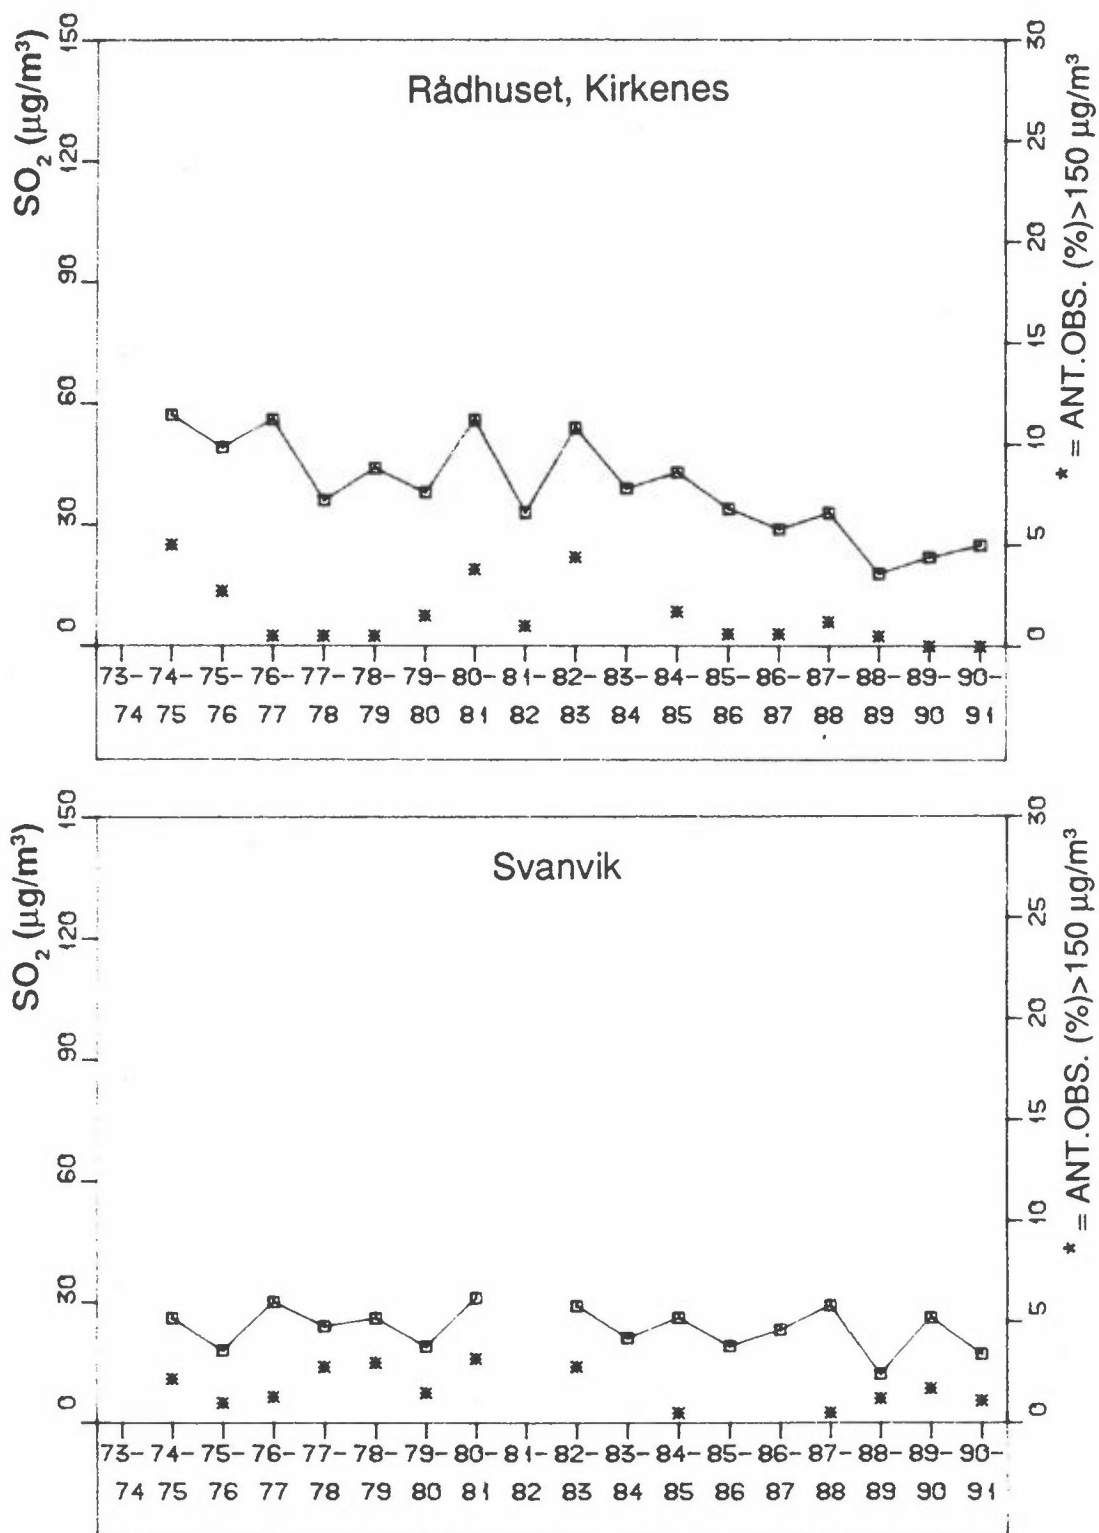 Rådhuset, Kirkenes
SO2 (µg/m³)
150
120
90
60
30
0
* = ANT.OBS. (%)>150 µg/m³
30
25
20
15
10
5
0
73- 74- 75- 76- 77- 78- 79- 80- 81- 82- 83- 84- 85- 86- 87- 88- 89- 90-
74 75 76 77 78 79 80 81 82 83 84 85 86 87 88 89 90 91
Svanvik
SO2 (µg/m³)
150
120
90
60
30
0
* = ANT.OBS. (%)>150 µg/m³
30
25
20
15
10
5
0
73- 74- 75- 76- 77- 78- 79- 80- 81- 82- 83- 84- 85- 86- 87- 88- 89- 90-
74 75 76 77 78 79 80 81 82 83 84 85 86 87 88 89 90 91